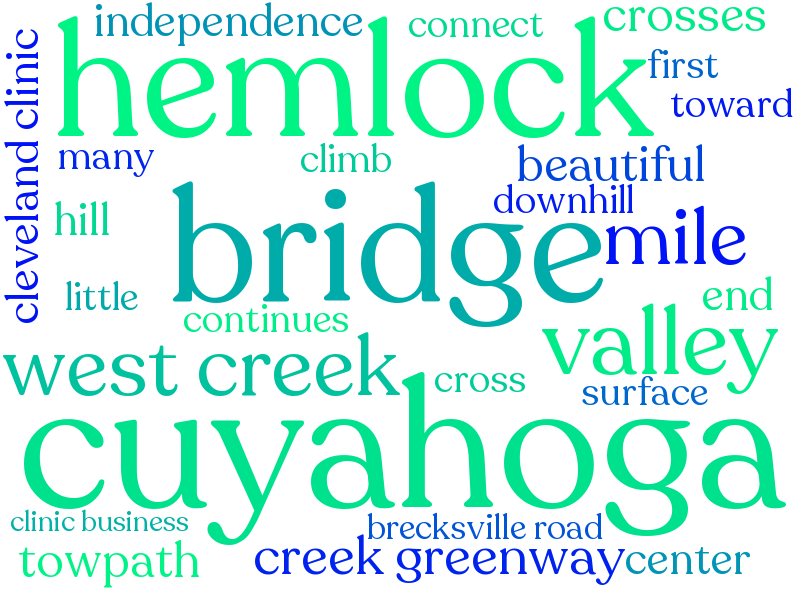 independence
connect
crosses
hemlock
first
toward
cleveland clinic
many
climb
beautiful
downhill
hill
bridge
mile
little
continues
end
valley
west creek
cross
surface
cuyahoga
clinic business
brecksville road
towpath
creek greenway
center